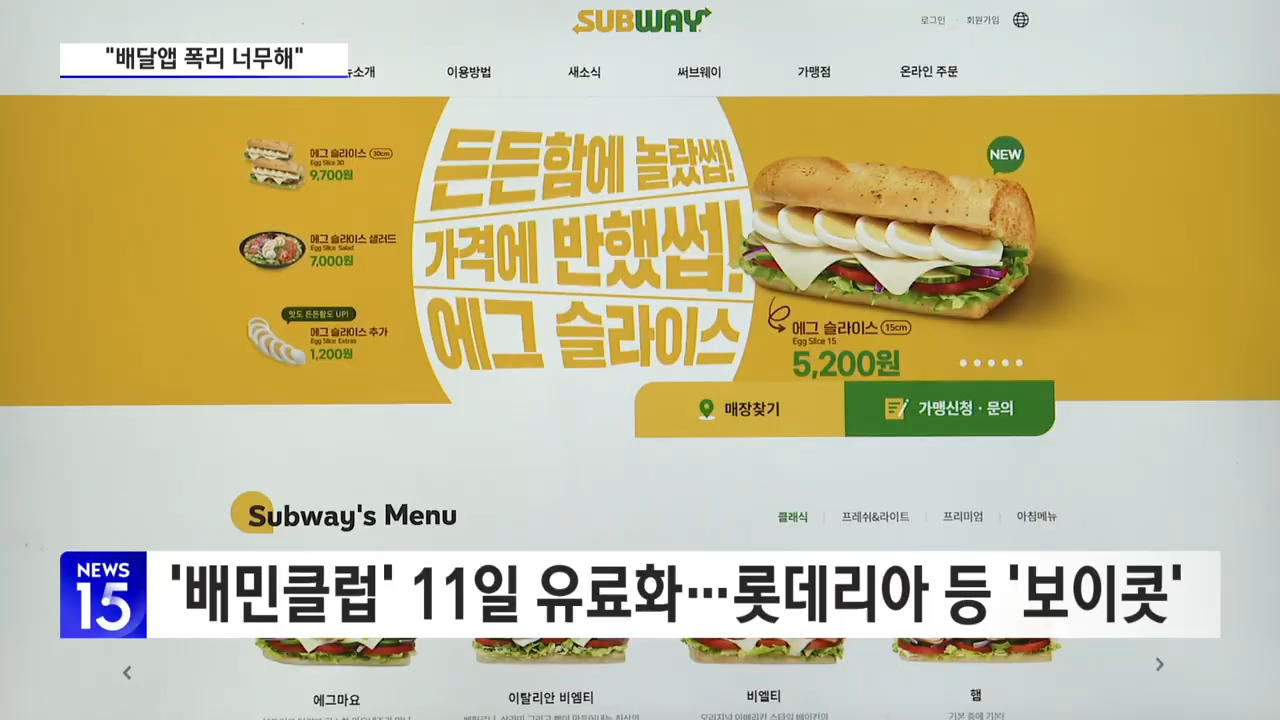 SUBWAY
로그인 회원가입
"배달앱 폭리 너무해"
뉴소개 이용방법 새소식 써브웨이 가맹점 온라인 주문
에그 슬라이스 30cm
Egg Slice 30
9,700원
에그 슬라이스 샐러드
Egg Slice Salad
7,000원
맛도 든든함도 UP!
에그 슬라이스 추가
Egg Slice Extras
1,200원
든든함에 놀랐썹!
가격에 반했썹!
에그 슬라이스
NEW
에그 슬라이스 15cm
Egg Slice 15
5,200원
매장찾기
가맹신청 · 문의
Subway's Menu
클래식 프레쉬&라이트 프리미엄 아침메뉴
NEWS
15
'배민클럽' 11일 유료화···롯데리아 등 '보이콧'
에그마요 이탈리안 비엠티 비엘티 햄